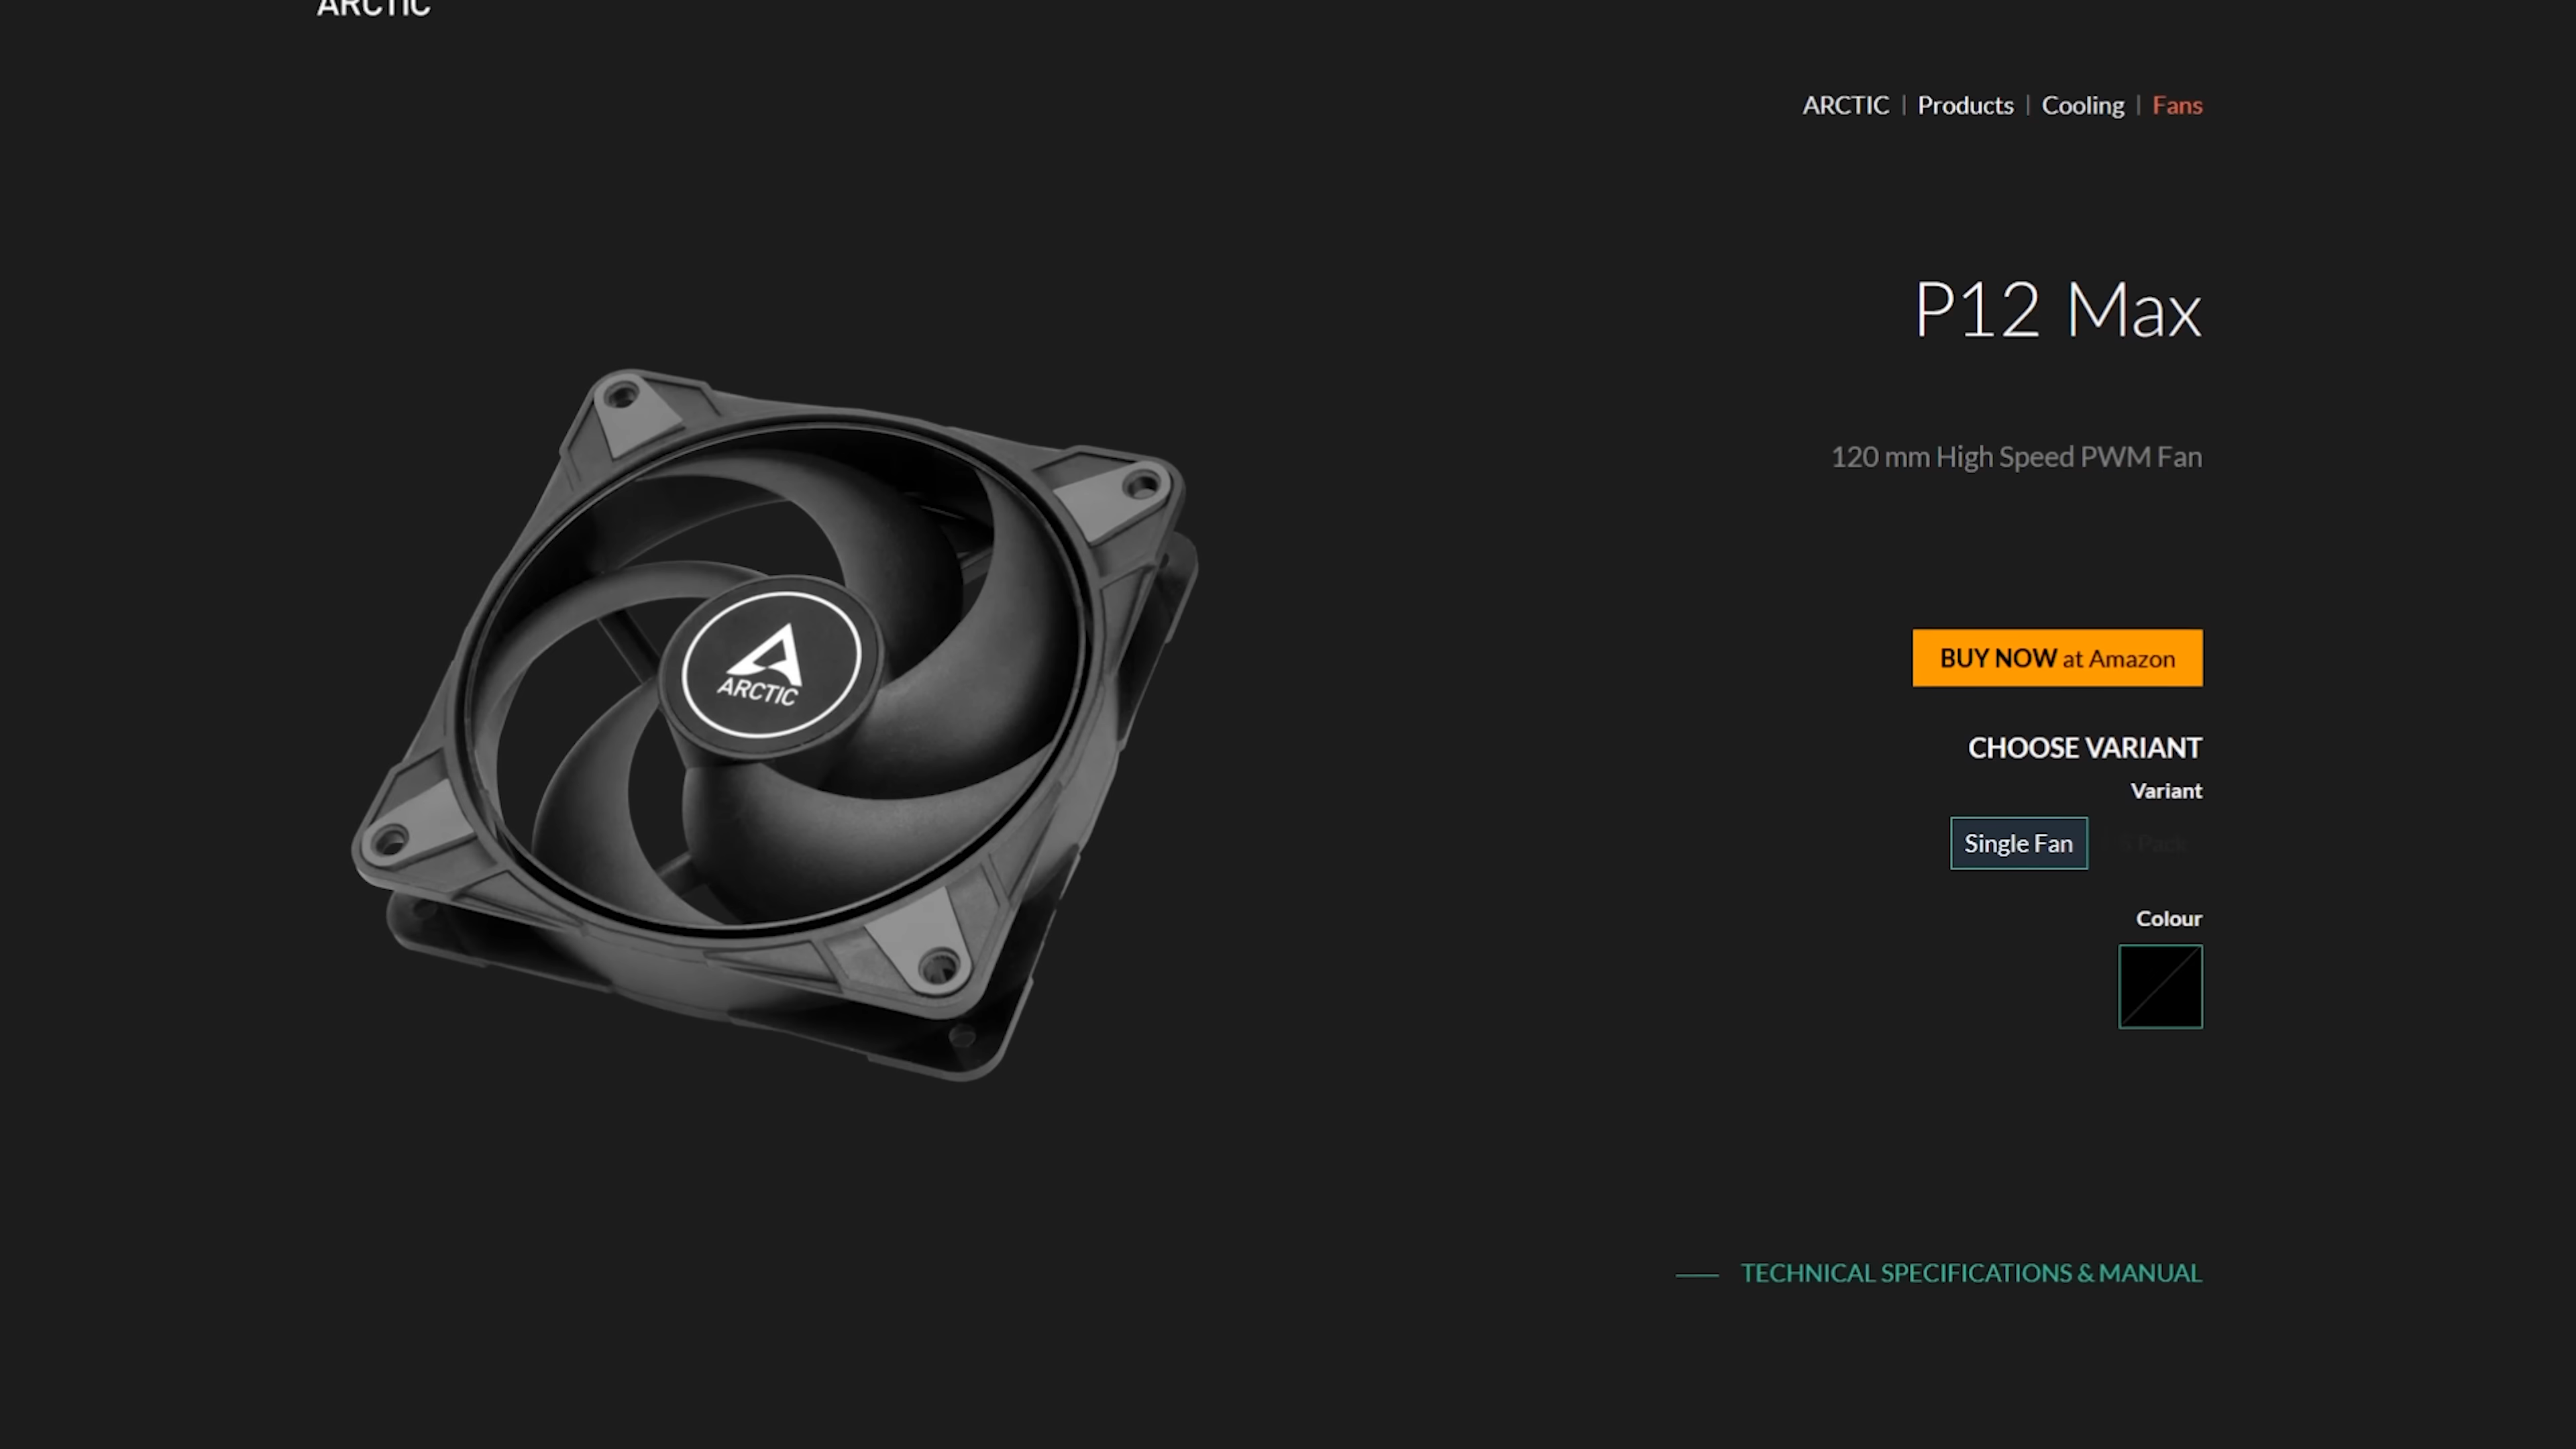 ARCTIC
ARCTIC | Products | Cooling | Fans
P12 Max
120 mm High Speed PWM Fan
ARCTIC
BUY NOW at Amazon
CHOOSE VARIANT
Variant
Single Fan
Pack
Colour
TECHNICAL SPECIFICATIONS & MANUAL